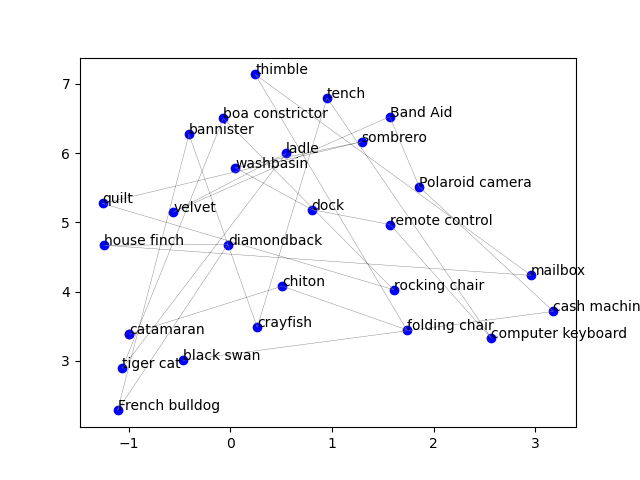 thimble
7
tench
boa constrictor
Band Aid
bannister
sombrero
6
ladle
washbasin
Polaroid camera
quilt
velvet
dock
5
remote control
house finch
diamondback
mailbox
chiton
rocking chair
4
cash machin
crayfish
folding chair
catamaran
computer keyboard
3
black swan
tiger cat
French bulldog
−1
0
1
2
3